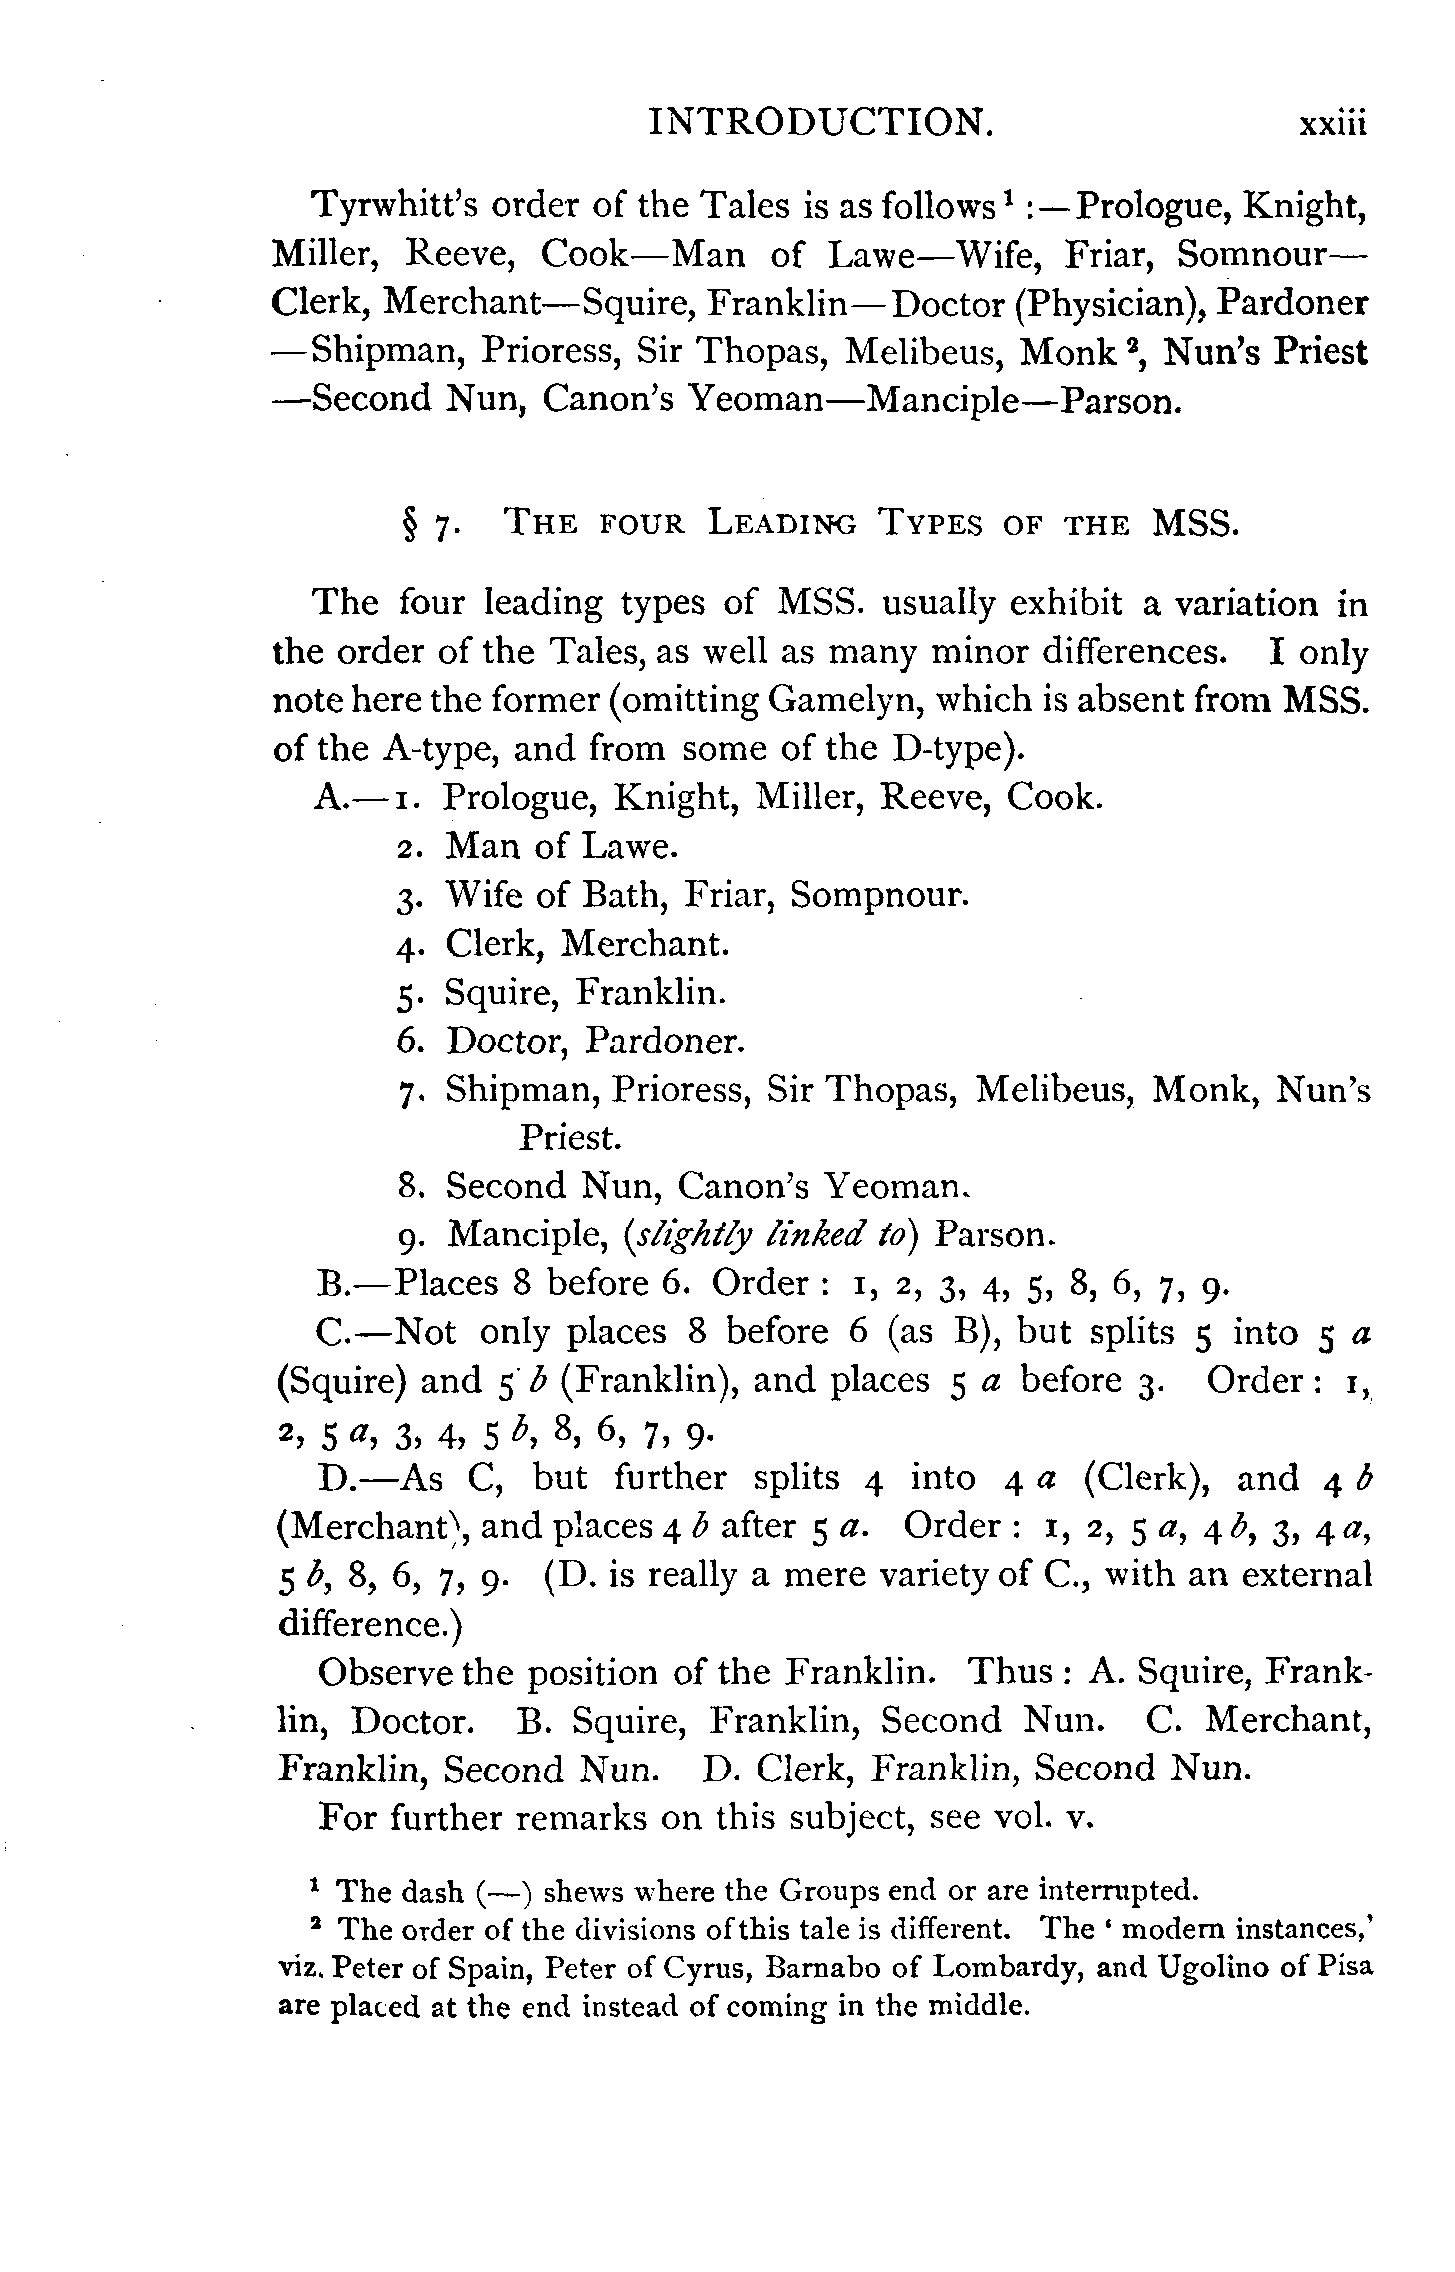 INTRODUCTION. xxiii
Tyrwhitt's order of the Tales is as follows¹ :—Prologue, Knight,
Miller, Reeve, Cook—Man of Lawe—Wife, Friar, Somnour—
Clerk, Merchant—Squire, Franklin—Doctor (Physician), Pardoner
—Shipman, Prioress, Sir Thopas, Melibeus, Monk², Nun's Priest
—Second Nun, Canon's Yeoman—Manciple—Parson.
§ 7. The four Leading Types of the MSS.
The four leading types of MSS. usually exhibit a variation in
the order of the Tales, as well as many minor differences. I only
note here the former (omitting Gamelyn, which is absent from MSS.
of the A-type, and from some of the D-type).
A.—1. Prologue, Knight, Miller, Reeve, Cook.
2. Man of Lawe.
3. Wife of Bath, Friar, Sompnour.
4. Clerk, Merchant.
5. Squire, Franklin.
6. Doctor, Pardoner.
7. Shipman, Prioress, Sir Thopas, Melibeus, Monk, Nun's
Priest.
8. Second Nun, Canon's Yeoman.
9. Manciple, (slightly linked to) Parson.
B.—Places 8 before 6. Order : 1, 2, 3, 4, 5, 8, 6, 7, 9.
C.—Not only places 8 before 6 (as B), but splits 5 into 5 a
(Squire) and 5 b (Franklin), and places 5 a before 3. Order : 1,
2, 5 a, 3, 4, 5 b, 8, 6, 7, 9.
D.—As C, but further splits 4 into 4 a (Clerk), and 4 b
(Merchant), and places 4 b after 5 a. Order : 1, 2, 5 a, 4 b, 3, 4 a,
5 b, 8, 6, 7, 9. (D. is really a mere variety of C., with an external
difference.)
Observe the position of the Franklin. Thus : A. Squire, Frank-
lin, Doctor. B. Squire, Franklin, Second Nun. C. Merchant,
Franklin, Second Nun. D. Clerk, Franklin, Second Nun.
For further remarks on this subject, see vol. v.
¹ The dash (—) shews where the Groups end or are interrupted.
² The order of the divisions of this tale is different. The ' modern instances,'
viz. Peter of Spain, Peter of Cyrus, Barnabo of Lombardy, and Ugolino of Pisa
are placed at the end instead of coming in the middle.